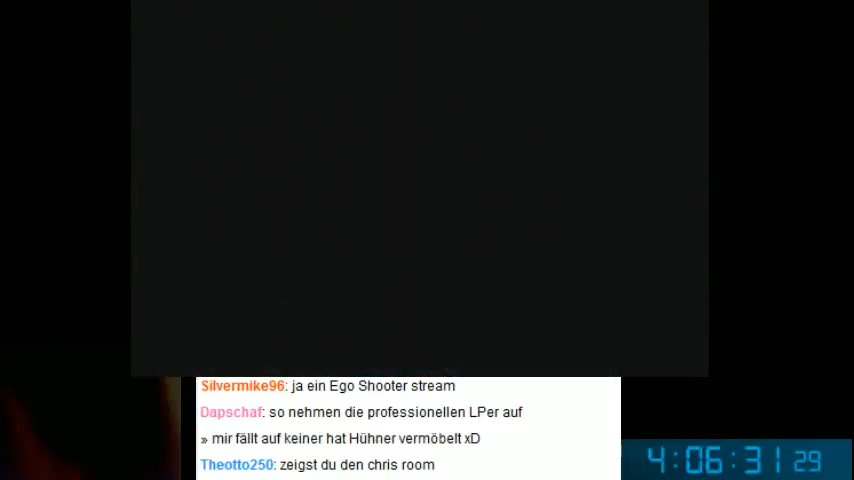 Silvermike96: ja ein Ego Shooter stream
Dapschaf: so nehmen die professionellen LPer auf
» mir fällt auf keiner hat Hühner vermöbelt xD
Theotto250: zeigst du den chris room
4:06:31 29